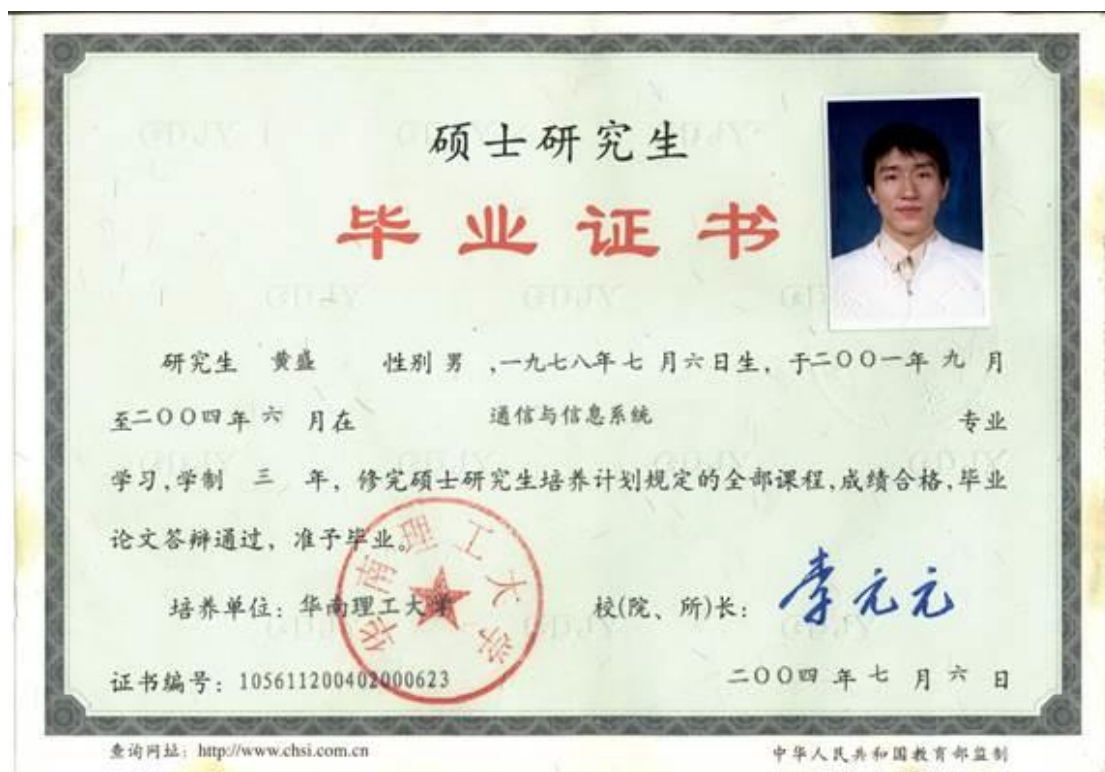 硕士研究生
毕业证书
研究生 黄盛 性别 男 ,一九七八年七 月六日生, 于二〇〇一年 九 月
至二〇〇四年 六 月在 通信与信息系统 专业
学习,学制 三 年, 修完硕士研究生培养计划规定的全部课程,成绩合格,毕业
论文答辩通过, 准予毕业。
培养单位: 华南理工大学 校(院、所)长: 李元元
华南理工大学
证书编号: 105611200402000623 二〇〇四 年 七 月 六 日
查询网址: http://www.chsi.com.cn 中华人民共和国教育部监制